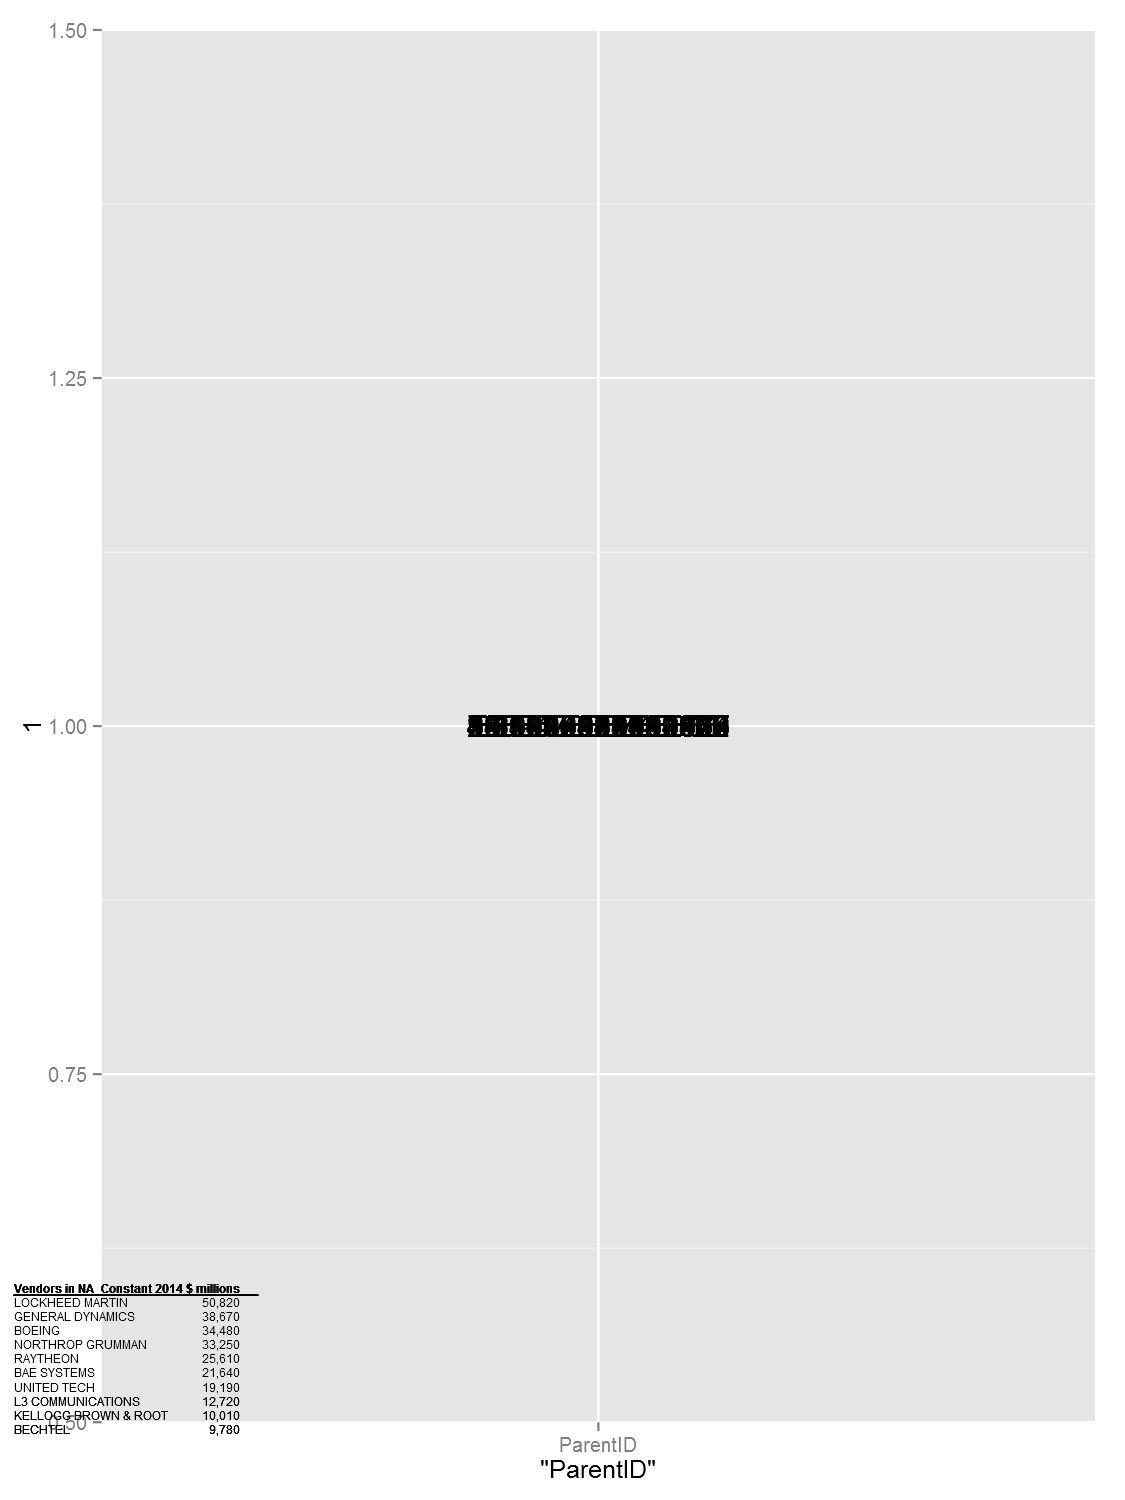 1.50
1.25
1
1.00
0.75
Vendors in NA Constant 2014 $ millions
LOCKHEED MARTIN 50,820
GENERAL DYNAMICS 38,670
BOEING 34,480
NORTHROP GRUMMAN 33,250
RAYTHEON 25,610
BAE SYSTEMS 21,640
UNITED TECH 19,190
L3 COMMUNICATIONS 12,720
KELLOGG BROWN & ROOT 10,010
0.50
BECHTEL 9,780
ParentID
"ParentID"